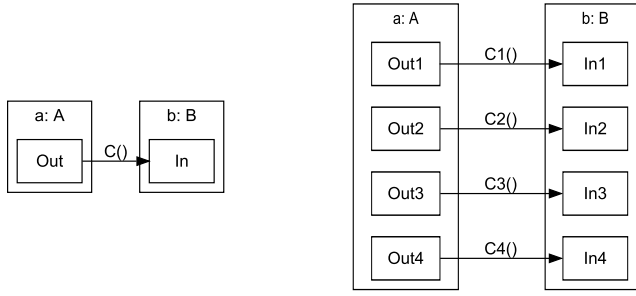 a: A
b: B
Out
C()
In
a: A
b: B
Out1
C1()
In1
Out2
C2()
In2
Out3
C3()
In3
Out4
C4()
In4